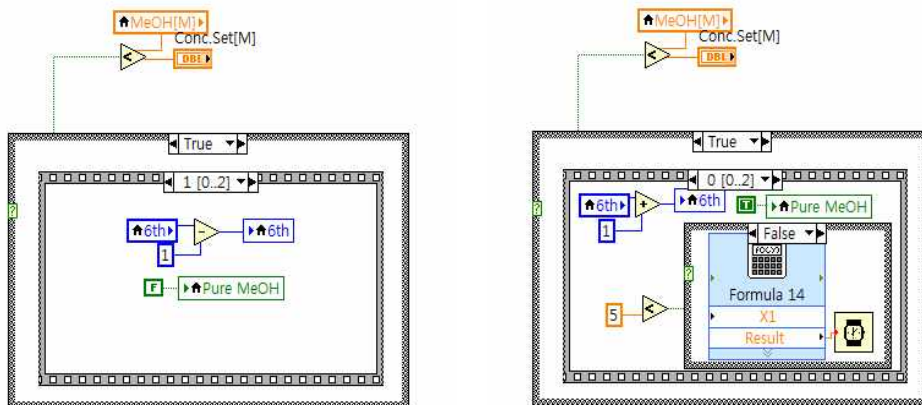 MeOH[M]
Conc.Set[M]
DBL
True
1 [0..2]
?
6th
6th
1
F
Pure MeOH
MeOH[M]
Conc.Set[M]
DBL
True
0 [0..2]
?
6th
6th
1
T
Pure MeOH
False
?
Formula 14
5
X1
Result